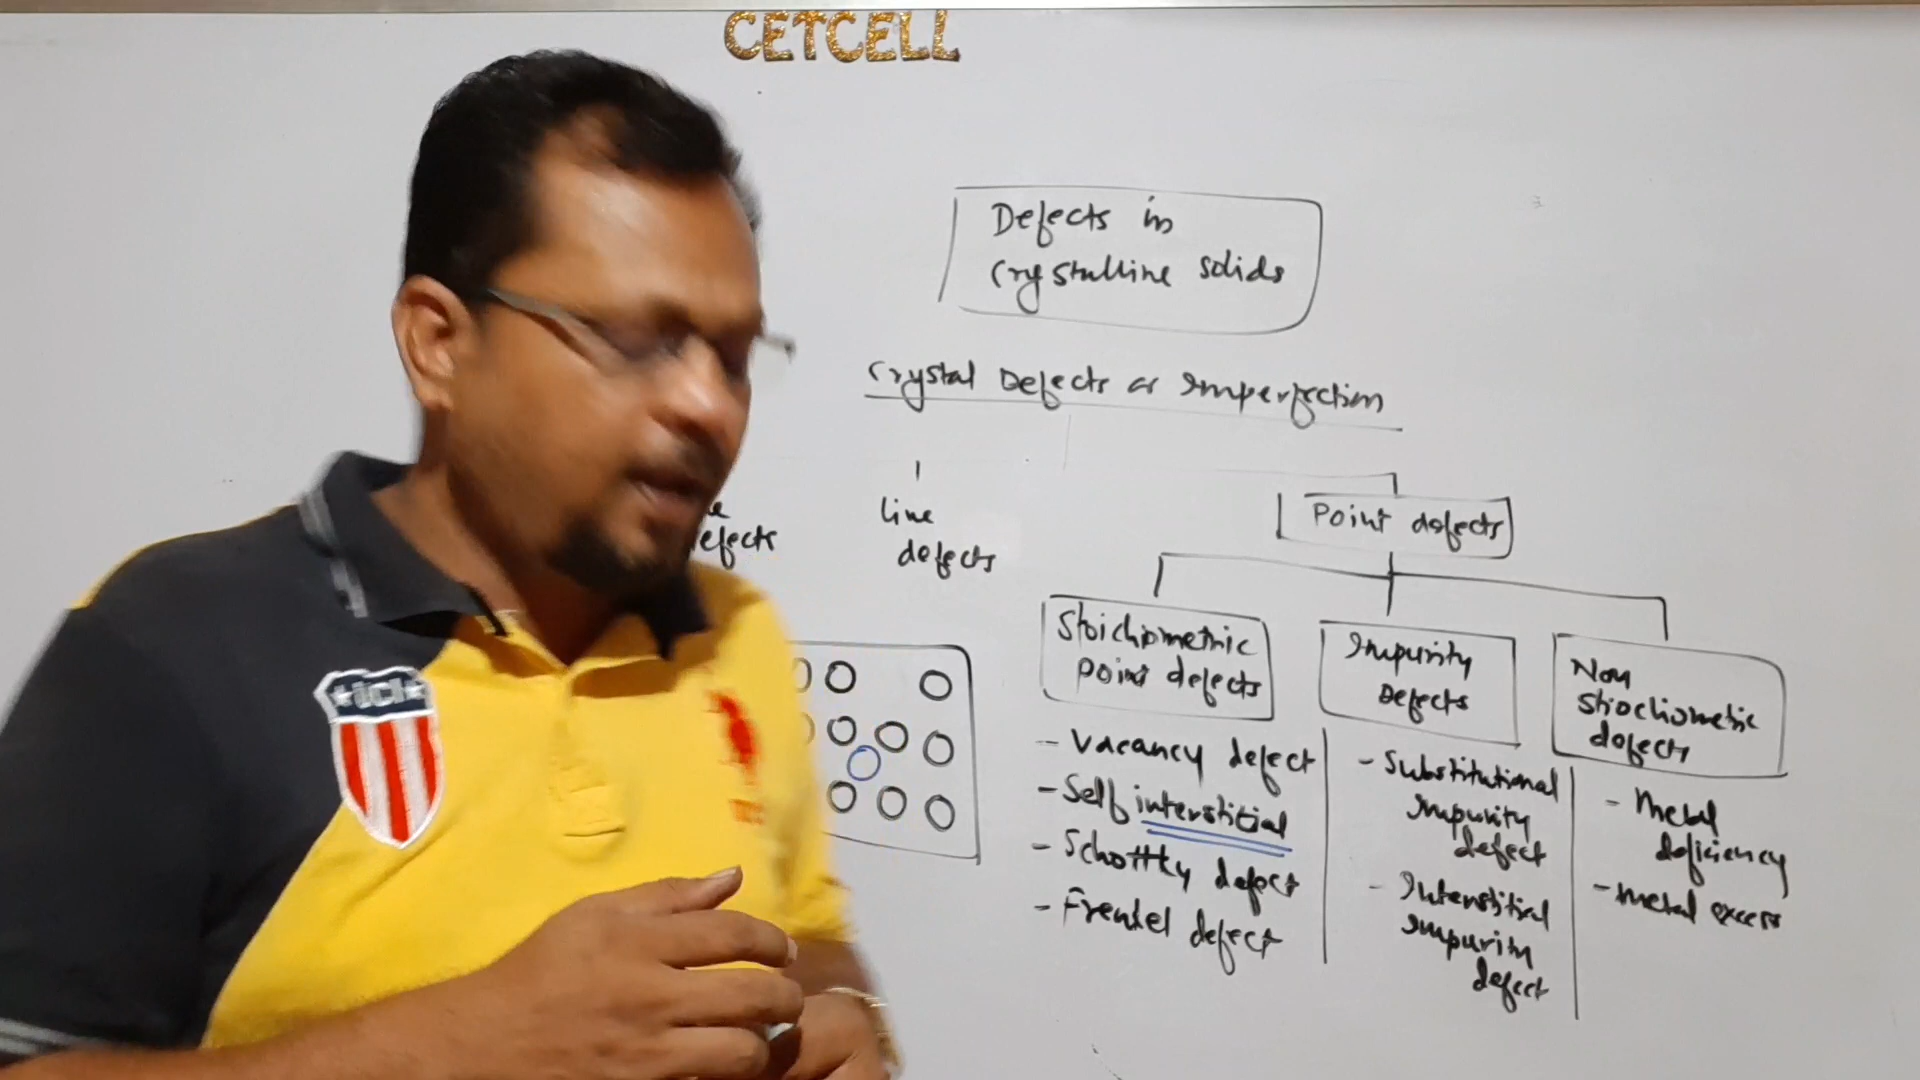 CETCELL
Defects in
Crystalline solids
Crystal Defects or Imperfection
Point defects
line
defects
efects
Stoichiometric
point defects
- Vacancy defect
- Self interstitial
- Schottky defect
- Frenkel defect
Impurity
Defects
- Substitutional
impurity
defect
- Interstitial
impurity
defect
Non
Stiochiometric
defects
- Metal
deficiency
- metal excess